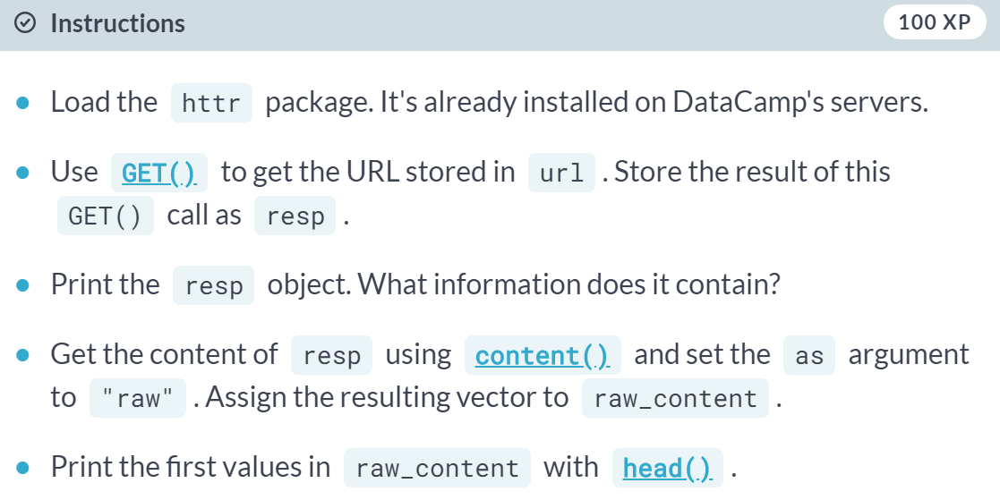 Instructions
100 XP
Load the httr package. It's already installed on DataCamp's servers.
Use GET() to get the URL stored in url . Store the result of this
GET() call as resp .
Print the resp object. What information does it contain?
Get the content of resp using content() and set the as argument
to "raw" . Assign the resulting vector to raw_content .
Print the first values in raw_content with head() .